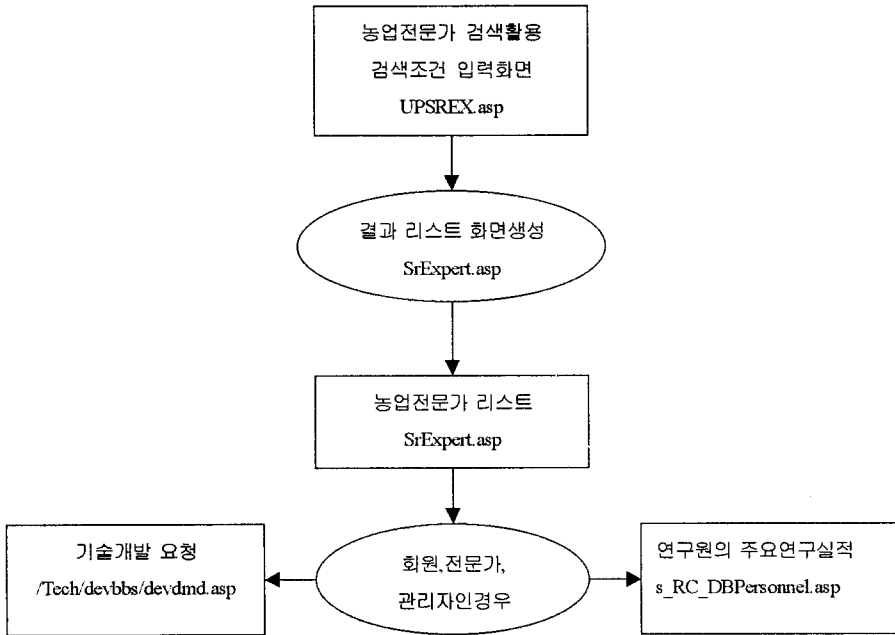 농업전문가 검색활용
검색조건 입력화면
UPSREX.asp
결과 리스트 화면생성
SrExpert.asp
농업전문가 리스트
SrExpert.asp
기술개발 요청
/Tech/devbbs/devdmd.asp
회원,전문가,
관리자인경우
연구원의 주요연구실적
s_RC_DBPersonnel.asp